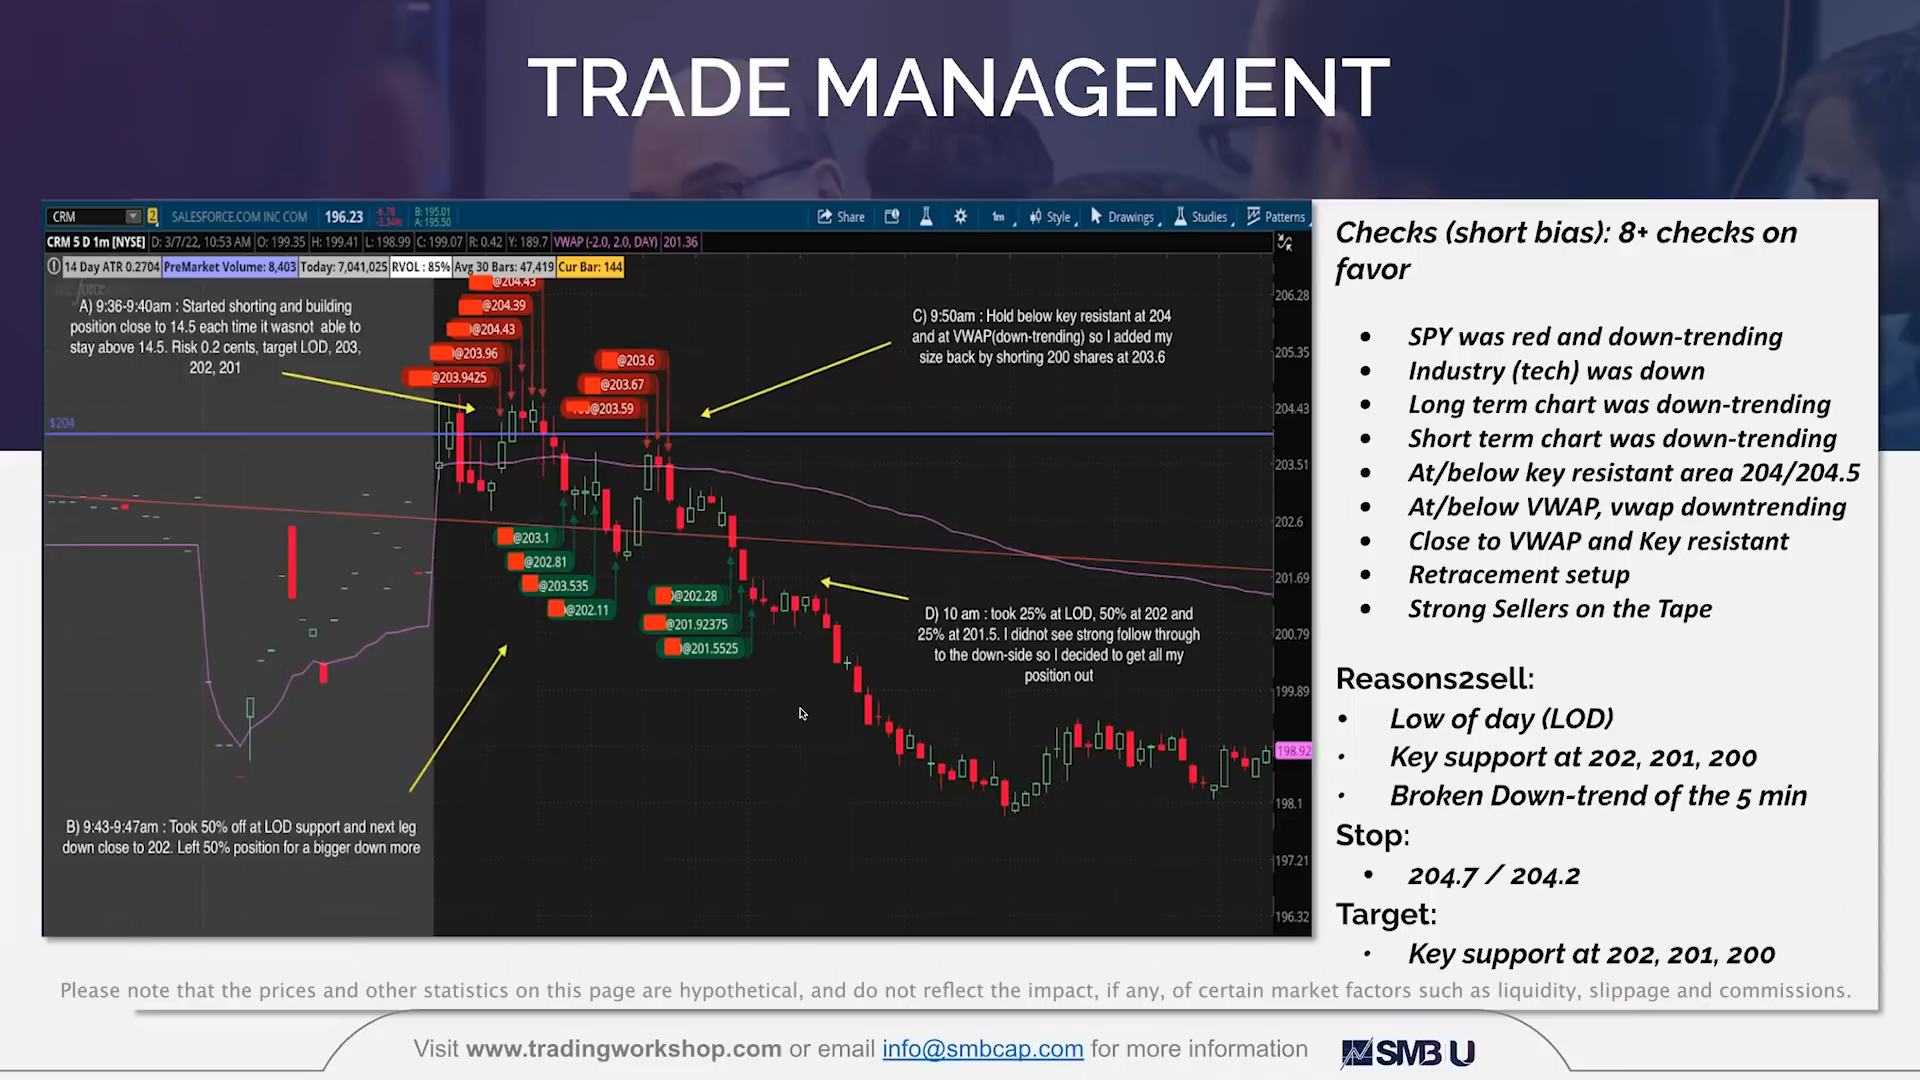 TRADE MANAGEMENT
CRM
2
SALESFORCE.COM INC COM
196.23
-6.78
-3.34%
B: 195.01
A: 195.50
Share
1m
Style
Drawings
Studies
Patterns
CRM 5 D 1m [NYSE]
D: 3/7/22, 10:53 AM
O: 199.35
H: 199.41
L: 198.99
C: 199.07
R: 0.42
Y: 189.7
VWAP (-2.0, 2.0, DAY)
201.36
14 Day ATR 0.2704
PreMarket Volume: 8,403
Today: 7,041,025
RVOL : 85%
Avg 30 Bars: 47,419
Cur Bar: 144
A) 9:36-9:40am : Started shorting and building
position close to 14.5 each time it wasnot able to
stay above 14.5. Risk 0.2 cents, target LOD, 203,
202, 201
@204.43
@204.39
@204.43
@203.96
@203.9425
@203.6
@203.67
@203.59
C) 9:50am : Hold below key resistant at 204
and at VWAP(down-trending) so I added my
size back by shorting 200 shares at 203.6
$204
@203.1
@202.81
@203.535
@202.11
@202.28
@201.92375
@201.5525
D) 10 am : took 25% at LOD, 50% at 202 and
25% at 201.5. I didnot see strong follow through
to the down-side so I decided to get all my
position out
B) 9:43-9:47am : Took 50% off at LOD support and next leg
down close to 202. Left 50% position for a bigger down more
206.28
205.35
204.43
203.51
202.6
201.69
200.79
199.89
198.92
198.1
197.21
196.32
Checks (short bias): 8+ checks on
favor
• SPY was red and down-trending
• Industry (tech) was down
• Long term chart was down-trending
• Short term chart was down-trending
• At/below key resistant area 204/204.5
• At/below VWAP, vwap downtrending
• Close to VWAP and Key resistant
• Retracement setup
• Strong Sellers on the Tape
Reasons2sell:
• Low of day (LOD)
• Key support at 202, 201, 200
• Broken Down-trend of the 5 min
Stop:
• 204.7 / 204.2
Target:
• Key support at 202, 201, 200
Please note that the prices and other statistics on this page are hypothetical, and do not reflect the impact, if any, of certain market factors such as liquidity, slippage and commissions.
Visit www.tradingworkshop.com or email info@smbcap.com for more information
SMB U